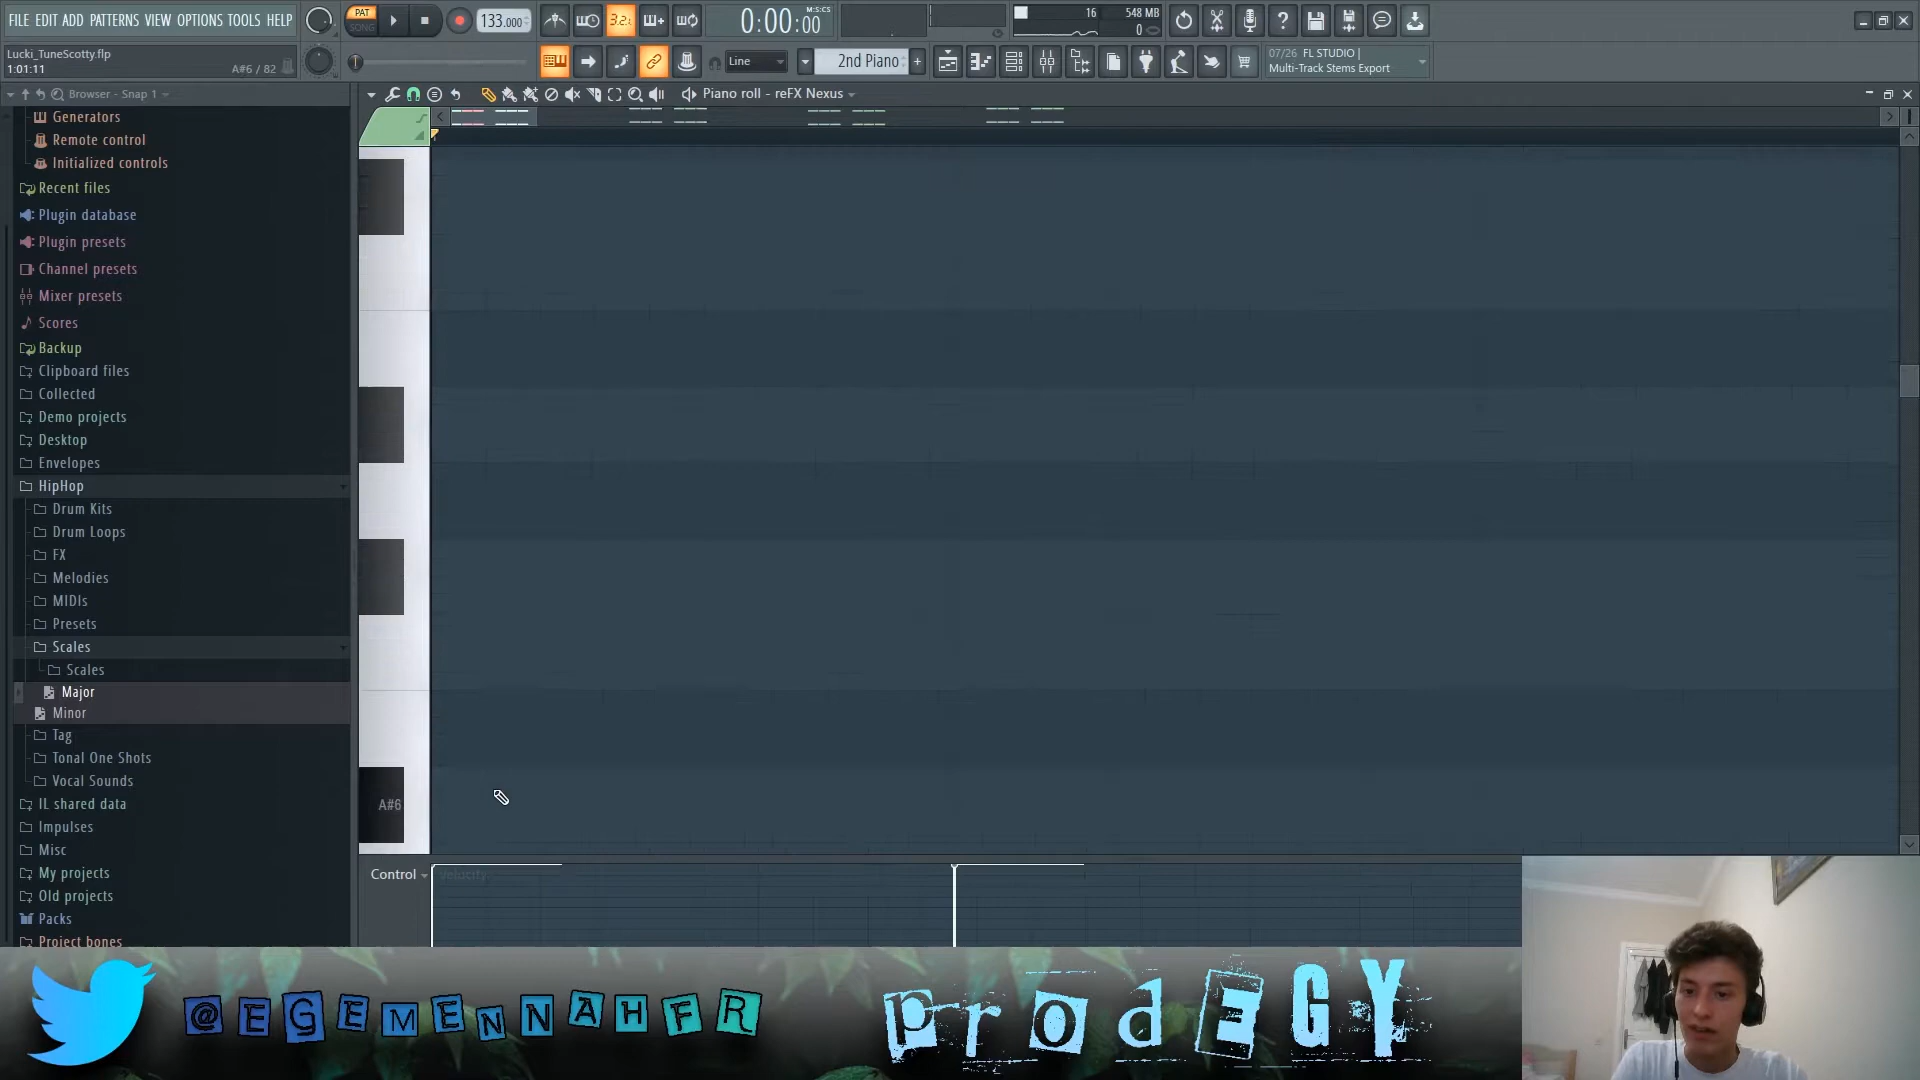 FILE EDIT ADD PATTERNS VIEW OPTIONS TOOLS HELP
PAT
SONG
133.000
3.2.
0:00:00
M:S:CS
16
548 MB
0
Lucki_TuneScotty.flp
1:01:11
A#6 / 82
Line
2nd Piano
07/26 FL STUDIO |
Multi-Track Stems Export
Browser - Snap 1
Piano roll - reFX Nexus
Generators
Remote control
Initialized controls
Recent files
Plugin database
Plugin presets
Channel presets
Mixer presets
Scores
Backup
Clipboard files
Collected
Demo projects
Desktop
Envelopes
HipHop
Drum Kits
Drum Loops
FX
Melodies
MIDIs
Presets
Scales
Scales
Major
Minor
Tag
Tonal One Shots
Vocal Sounds
IL shared data
Impulses
Misc
My projects
Old projects
Packs
Project bones
A#6
Control
Velocity
@EGEMENNAHFR
prodEGY